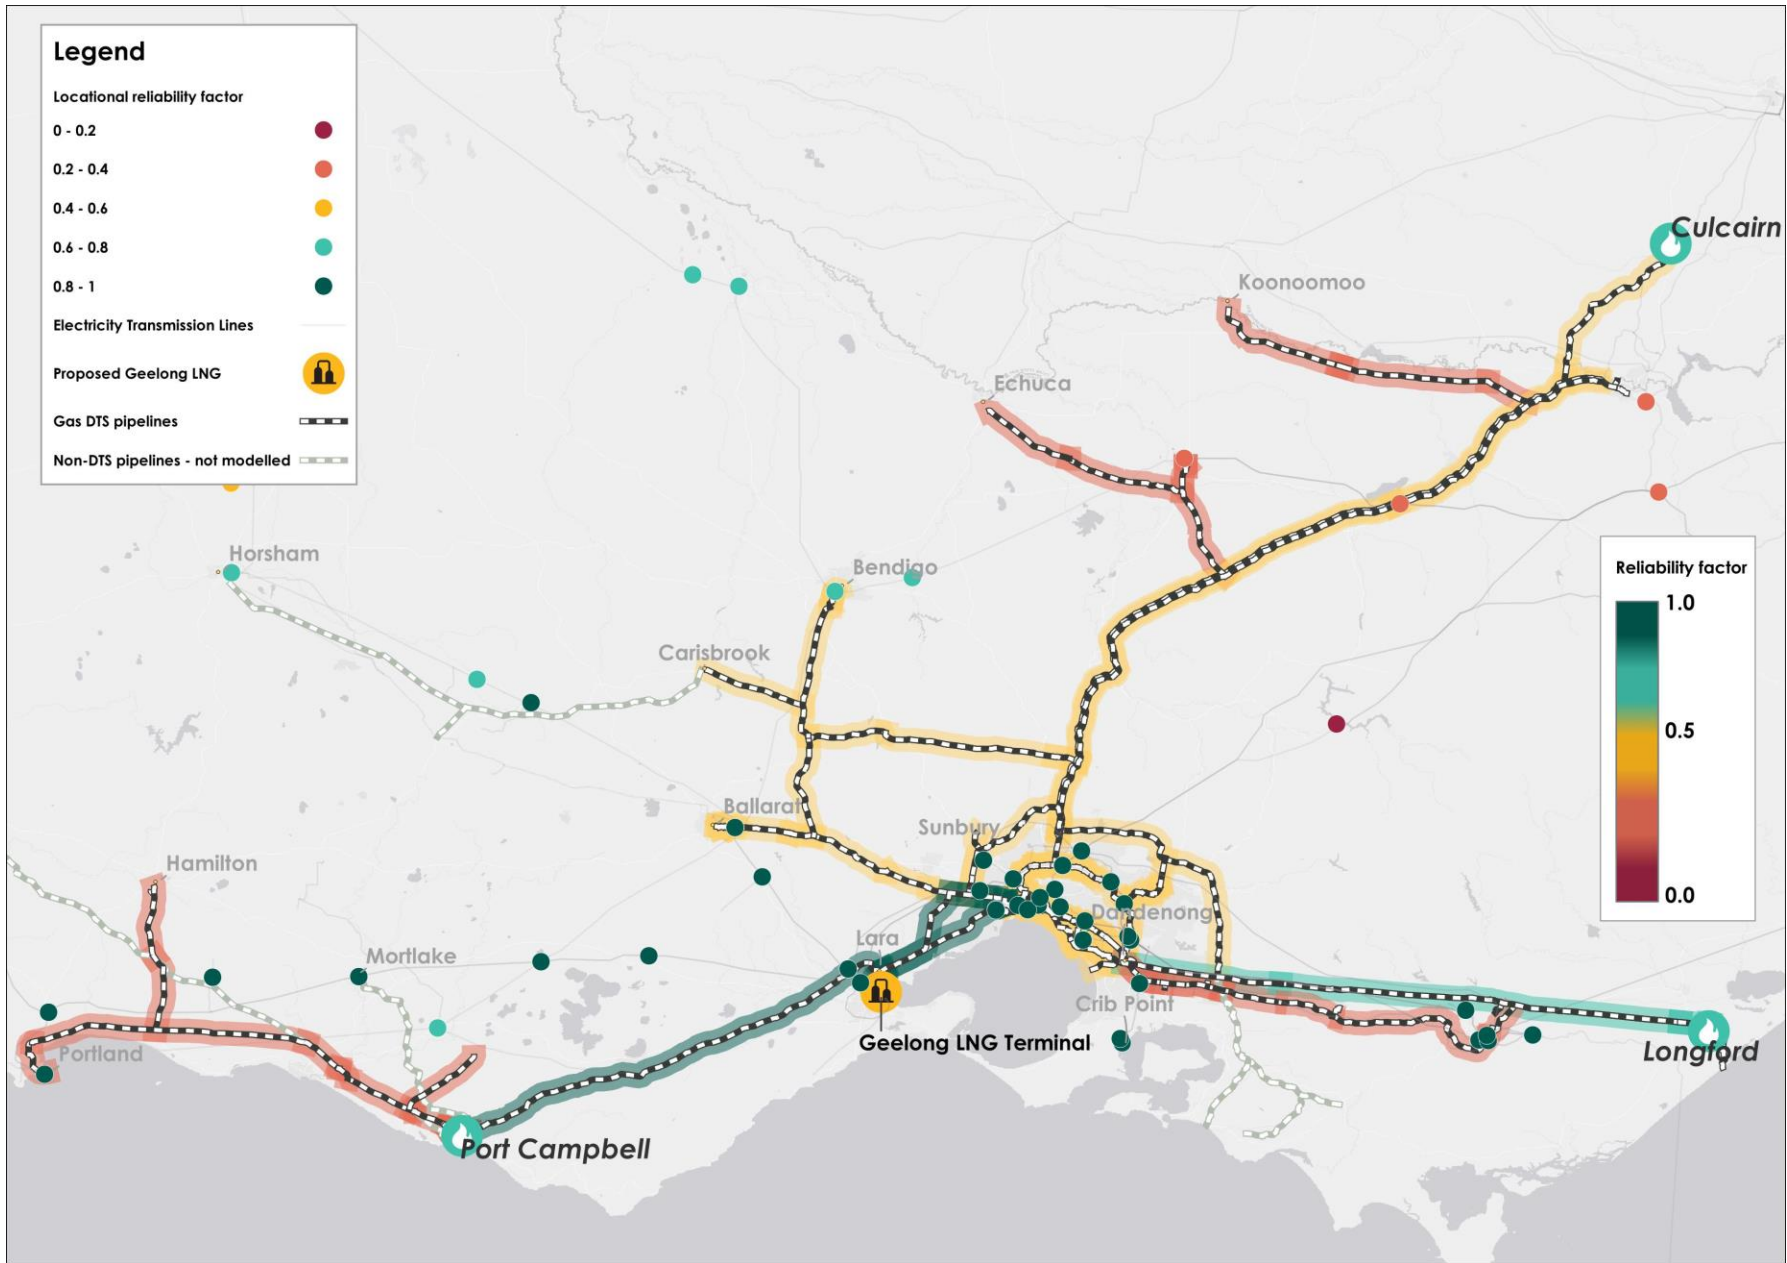 Legend
Locational reliability factor
0 - 0.2
0.2 - 0.4
0.4 - 0.6
0.6 - 0.8
0.8 - 1
Electricity Transmission Lines
Proposed Geelong LNG
Gas DTS pipelines
Non-DTS pipelines - not modelled
Culcairn
Koonoomoo
Echuca
Horsham
Bendigo
Reliability factor
1.0
0.5
0.0
Carisbrook
Ballarat
Sunbury
Hamilton
Dandenong
Mortlake
Lara
Crib Point
Geelong LNG Terminal
Portland
Longford
Port Campbell